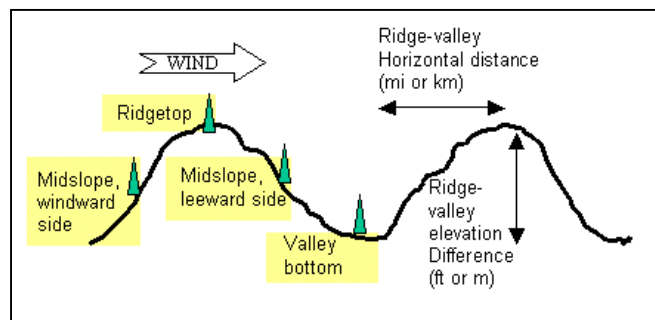 WIND
Ridgetop
Midslope,
windward
side
Midslope,
leeward side
Valley
bottom
Ridge-valley
Horizontal distance
(mi or km)
Ridge-
valley
elevation
Difference
(ft or m)